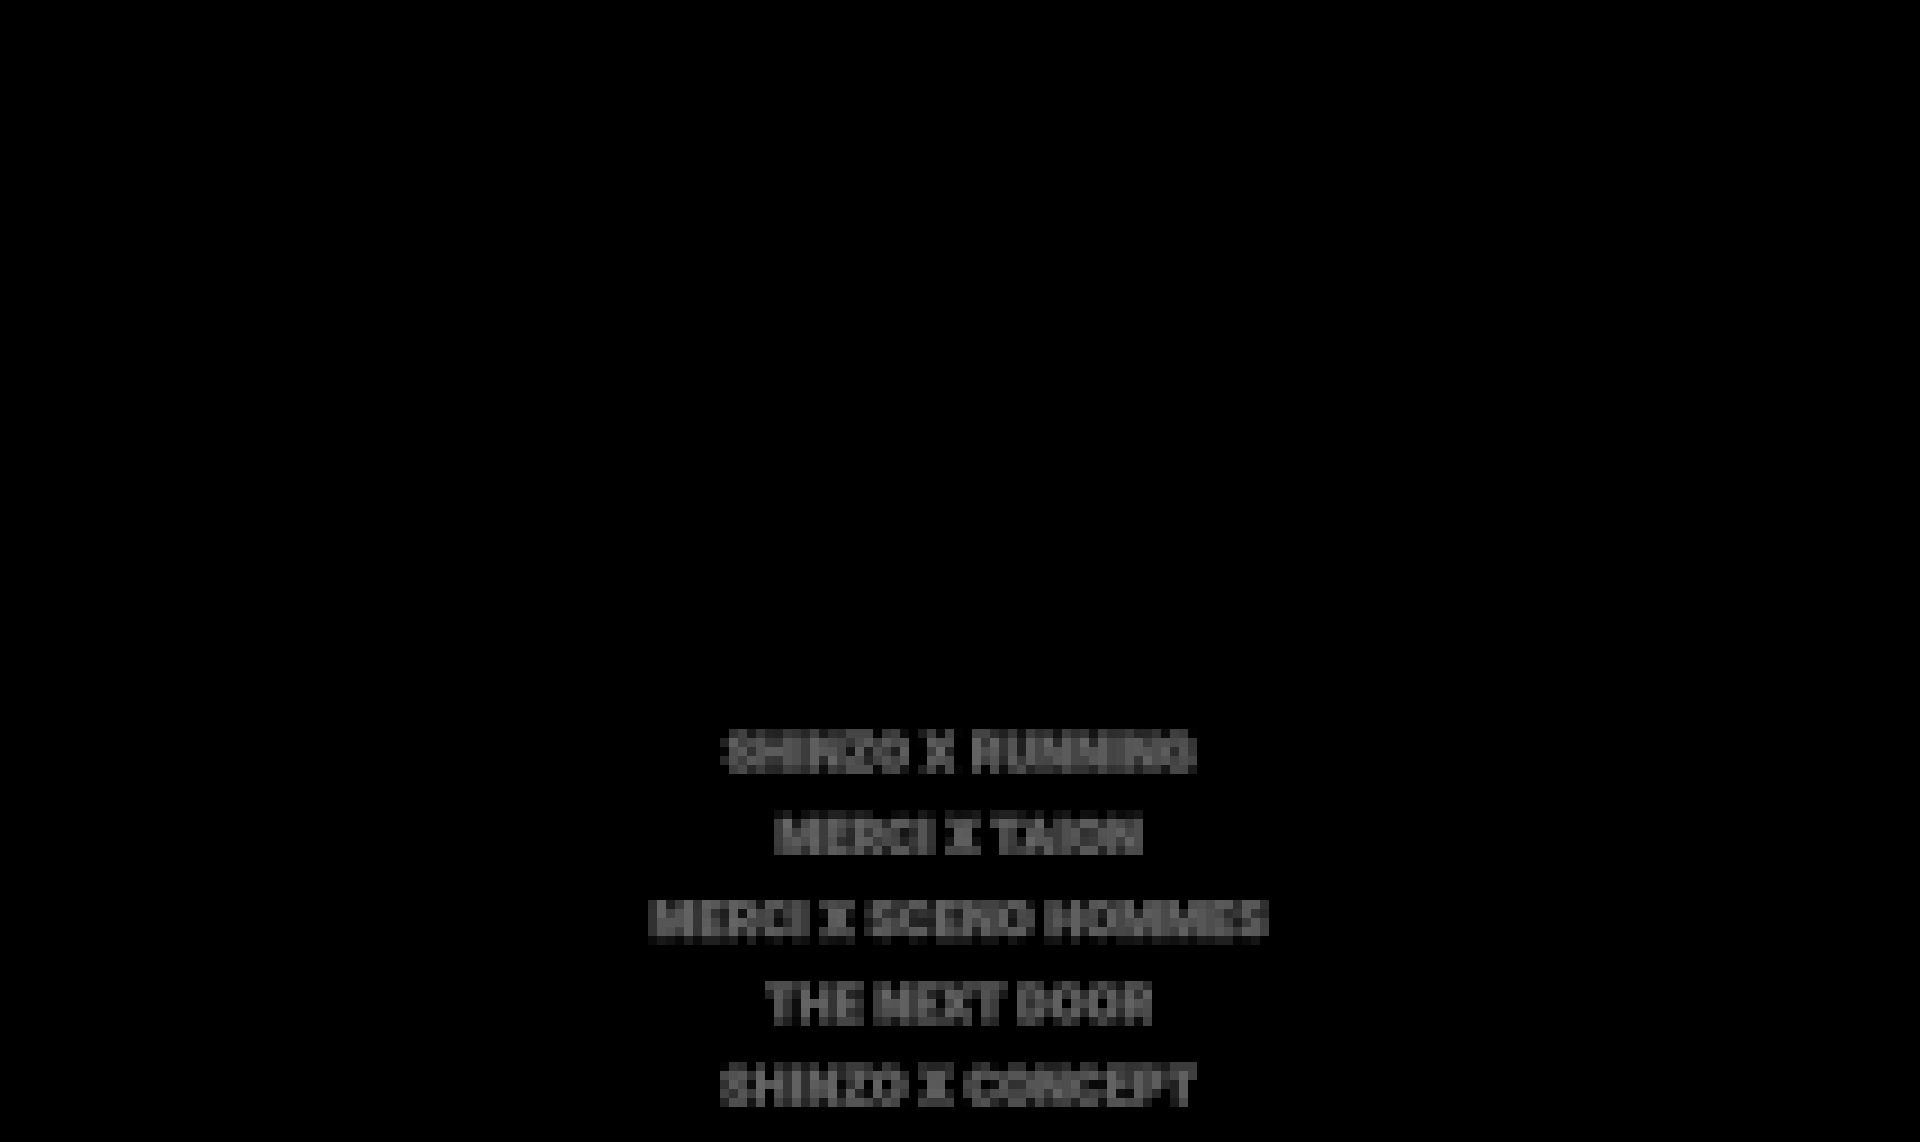 SHINZO X RUNNING
MERCI X TAION
MERCI X SCENO HOMMES
THE NEXT DOOR
SHINZO X CONCEPT